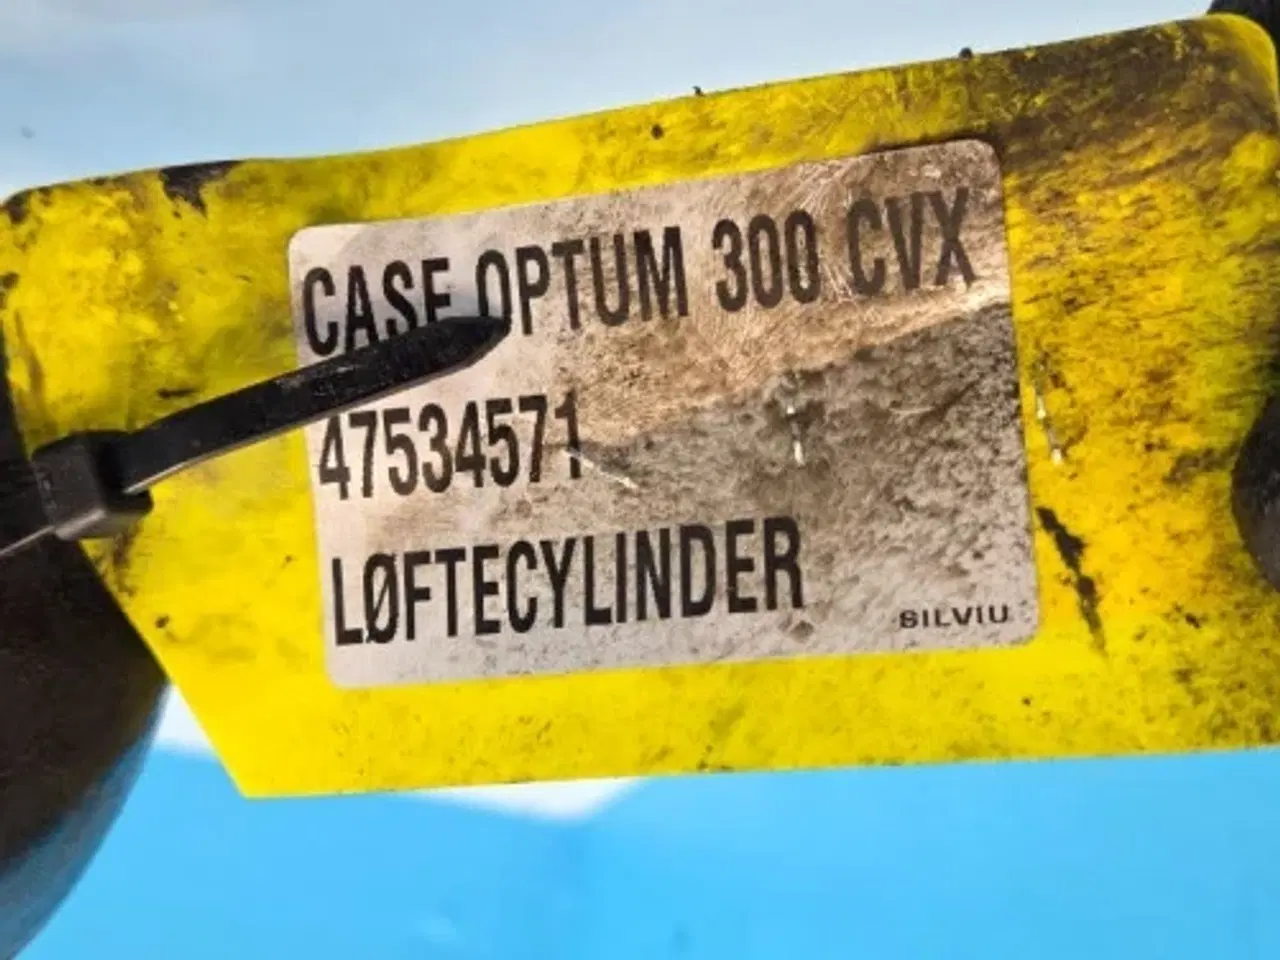 CASE OPTUM 300 CVX
47534571
LØFTECYLINDER
SILVIU